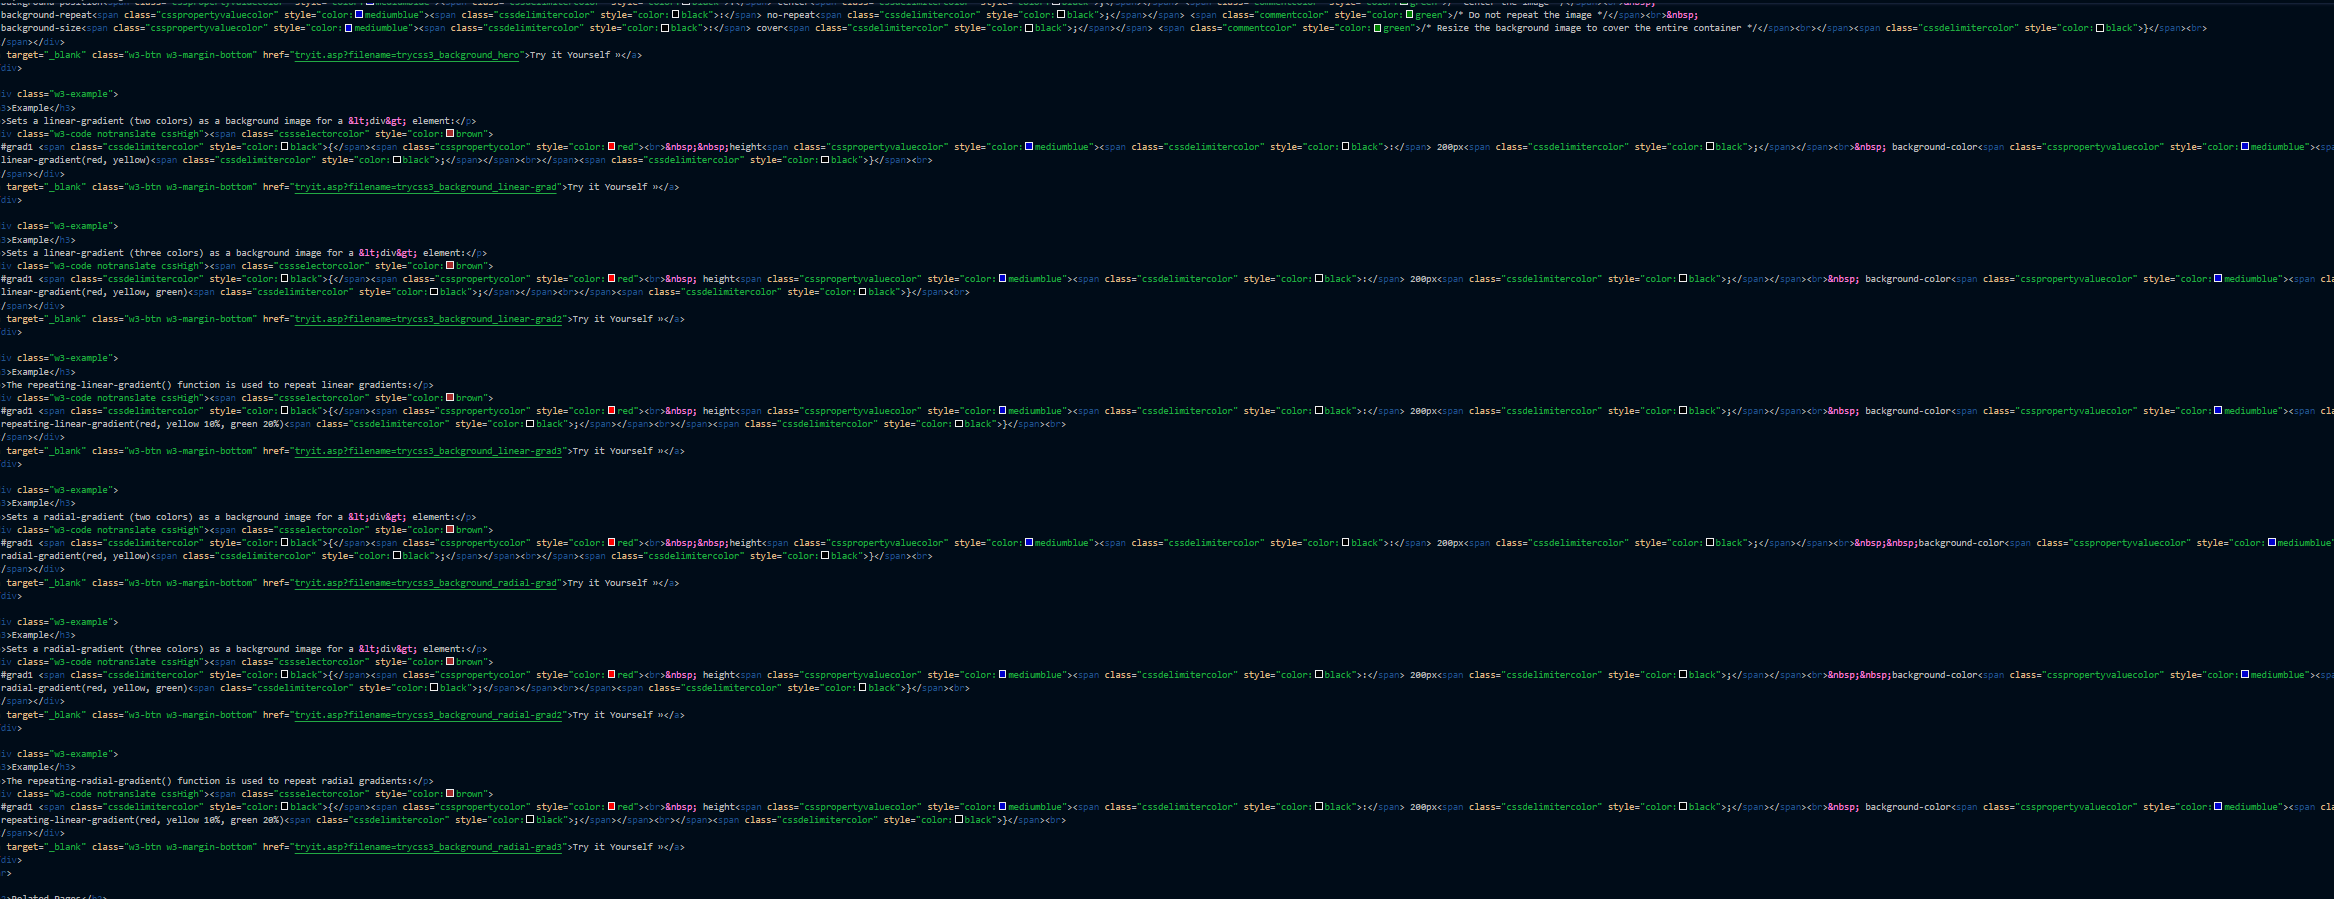 background-repeat<span class="csspropertyvaluecolor" style="color:mediumblue"><span class="cssdelimitercolor" style="color:black">:</span> no-repeat<span class="cssdelimitercolor" style="color:black">;</span></span> <span class="commentcolor" style="color:green">/* Do not repeat the image */</span><br>&nbsp;
background-size<span class="csspropertyvaluecolor" style="color:mediumblue"><span class="cssdelimitercolor" style="color:black">:</span> cover<span class="cssdelimitercolor" style="color:black">;</span></span> <span class="commentcolor" style="color:green">/* Resize the background image to cover the entire container */</span><br></span><span class="cssdelimitercolor" style="color:black">}</span><br>
/span></div>
target="_blank" class="w3-btn w3-margin-bottom" href="tryit.asp?filename=trycss3_background_hero">Try it Yourself »</a>
div>
iv class="w3-example">
3>Example</h3>
>Sets a linear-gradient (two colors) as a background image for a &lt;div&gt; element:</p>
iv class="w3-code notranslate cssHigh"><span class="cssselectorcolor" style="color:brown">
#grad1 <span class="cssdelimitercolor" style="color:black">{</span><span class="csspropertycolor" style="color:red"><br>&nbsp;&nbsp;height<span class="csspropertyvaluecolor" style="color:mediumblue"><span class="cssdelimitercolor" style="color:black">:</span> 200px<span class="cssdelimitercolor" style="color:black">;</span></span><br>&nbsp; background-color<span class="csspropertyvaluecolor" style="color:mediumblue"><sp
linear-gradient(red, yellow)<span class="cssdelimitercolor" style="color:black">;</span></span><br></span><span class="cssdelimitercolor" style="color:black">}</span><br>
/span></div>
target="_blank" class="w3-btn w3-margin-bottom" href="tryit.asp?filename=trycss3_background_linear-grad">Try it Yourself »</a>
div>
iv class="w3-example">
3>Example</h3>
>Sets a linear-gradient (three colors) as a background image for a &lt;div&gt; element:</p>
iv class="w3-code notranslate cssHigh"><span class="cssselectorcolor" style="color:brown">
#grad1 <span class="cssdelimitercolor" style="color:black">{</span><span class="csspropertycolor" style="color:red"><br>&nbsp; height<span class="csspropertyvaluecolor" style="color:mediumblue"><span class="cssdelimitercolor" style="color:black">:</span> 200px<span class="cssdelimitercolor" style="color:black">;</span></span><br>&nbsp; background-color<span class="csspropertyvaluecolor" style="color:mediumblue"><span cla
linear-gradient(red, yellow, green)<span class="cssdelimitercolor" style="color:black">;</span></span><br></span><span class="cssdelimitercolor" style="color:black">}</span><br>
/span></div>
target="_blank" class="w3-btn w3-margin-bottom" href="tryit.asp?filename=trycss3_background_linear-grad2">Try it Yourself »</a>
div>
iv class="w3-example">
3>Example</h3>
>The repeating-linear-gradient() function is used to repeat linear gradients:</p>
iv class="w3-code notranslate cssHigh"><span class="cssselectorcolor" style="color:brown">
#grad1 <span class="cssdelimitercolor" style="color:black">{</span><span class="csspropertycolor" style="color:red"><br>&nbsp; height<span class="csspropertyvaluecolor" style="color:mediumblue"><span class="cssdelimitercolor" style="color:black">:</span> 200px<span class="cssdelimitercolor" style="color:black">;</span></span><br>&nbsp; background-color<span class="csspropertyvaluecolor" style="color:mediumblue"><span cla
repeating-linear-gradient(red, yellow 10%, green 20%)<span class="cssdelimitercolor" style="color:black">;</span></span><br></span><span class="cssdelimitercolor" style="color:black">}</span><br>
/span></div>
target="_blank" class="w3-btn w3-margin-bottom" href="tryit.asp?filename=trycss3_background_linear-grad3">Try it Yourself »</a>
div>
iv class="w3-example">
3>Example</h3>
>Sets a radial-gradient (two colors) as a background image for a &lt;div&gt; element:</p>
iv class="w3-code notranslate cssHigh"><span class="cssselectorcolor" style="color:brown">
#grad1 <span class="cssdelimitercolor" style="color:black">{</span><span class="csspropertycolor" style="color:red"><br>&nbsp;&nbsp;height<span class="csspropertyvaluecolor" style="color:mediumblue"><span class="cssdelimitercolor" style="color:black">:</span> 200px<span class="cssdelimitercolor" style="color:black">;</span></span><br>&nbsp;&nbsp;background-color<span class="csspropertyvaluecolor" style="color:mediumblue"
radial-gradient(red, yellow)<span class="cssdelimitercolor" style="color:black">;</span></span><br></span><span class="cssdelimitercolor" style="color:black">}</span><br>
/span></div>
target="_blank" class="w3-btn w3-margin-bottom" href="tryit.asp?filename=trycss3_background_radial-grad">Try it Yourself »</a>
div>
iv class="w3-example">
3>Example</h3>
>Sets a radial-gradient (three colors) as a background image for a &lt;div&gt; element:</p>
iv class="w3-code notranslate cssHigh"><span class="cssselectorcolor" style="color:brown">
#grad1 <span class="cssdelimitercolor" style="color:black">{</span><span class="csspropertycolor" style="color:red"><br>&nbsp; height<span class="csspropertyvaluecolor" style="color:mediumblue"><span class="cssdelimitercolor" style="color:black">:</span> 200px<span class="cssdelimitercolor" style="color:black">;</span></span><br>&nbsp;&nbsp;background-color<span class="csspropertyvaluecolor" style="color:mediumblue"><sp
radial-gradient(red, yellow, green)<span class="cssdelimitercolor" style="color:black">;</span></span><br></span><span class="cssdelimitercolor" style="color:black">}</span><br>
/span></div>
target="_blank" class="w3-btn w3-margin-bottom" href="tryit.asp?filename=trycss3_background_radial-grad2">Try it Yourself »</a>
div>
iv class="w3-example">
3>Example</h3>
>The repeating-radial-gradient() function is used to repeat radial gradients:</p>
iv class="w3-code notranslate cssHigh"><span class="cssselectorcolor" style="color:brown">
#grad1 <span class="cssdelimitercolor" style="color:black">{</span><span class="csspropertycolor" style="color:red"><br>&nbsp; height<span class="csspropertyvaluecolor" style="color:mediumblue"><span class="cssdelimitercolor" style="color:black">:</span> 200px<span class="cssdelimitercolor" style="color:black">;</span></span><br>&nbsp; background-color<span class="csspropertyvaluecolor" style="color:mediumblue"><span cla
repeating-linear-gradient(red, yellow 10%, green 20%)<span class="cssdelimitercolor" style="color:black">;</span></span><br></span><span class="cssdelimitercolor" style="color:black">}</span><br>
/span></div>
target="_blank" class="w3-btn w3-margin-bottom" href="tryit.asp?filename=trycss3_background_radial-grad3">Try it Yourself »</a>
div>
r>